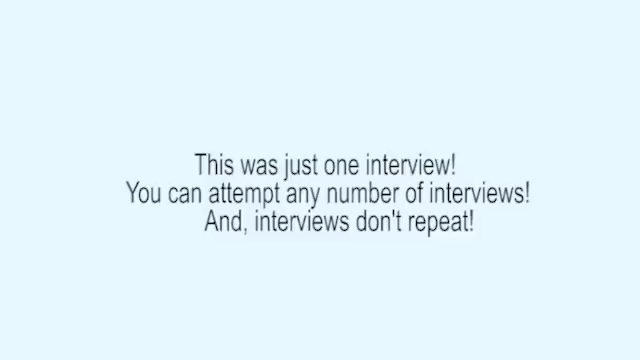 This was just one interview!
You can attempt any number of interviews!
And, interviews don't repeat!